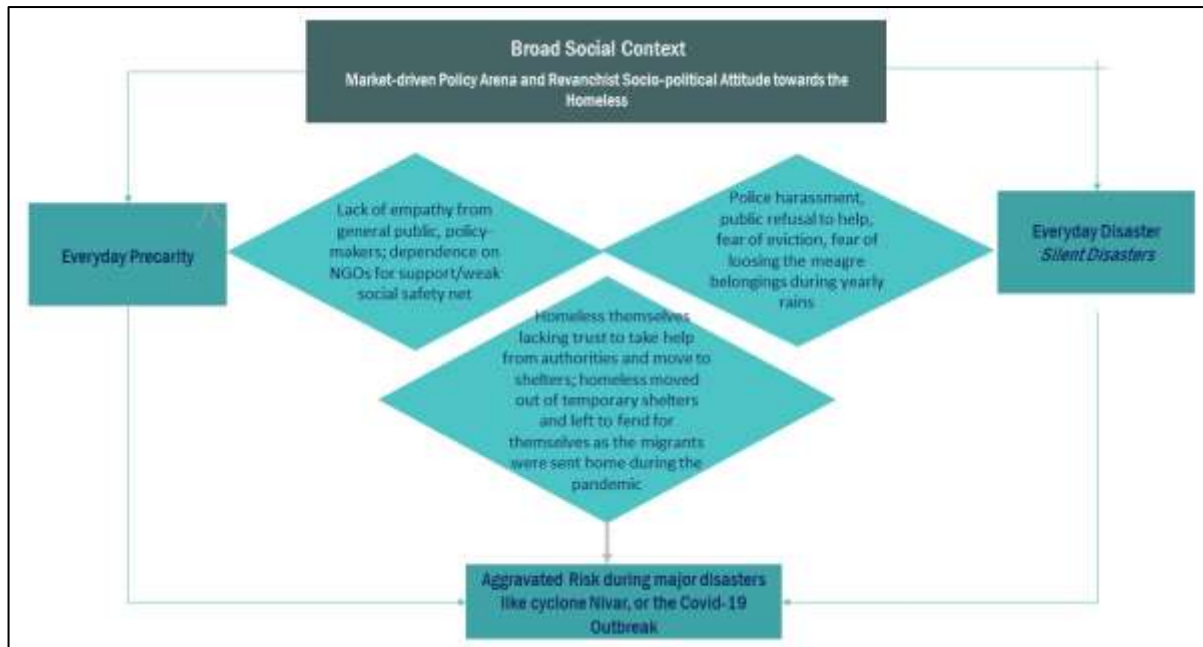 Broad Social Context
Market-driven Policy Arena and Revanchist Socio-political Attitude towards the
Homeless
Everyday Precarity
Lack of empathy from
general public, policy-
makers; dependence on
NGOs for support/weak
social safety net
Police harassment,
public refusal to help,
fear of eviction, fear of
loosing the meagre
belongings during yearly
rains
Everyday Disaster
Silent Disasters
Homeless themselves
lacking trust to take help
from authorities and move to
shelters; homeless moved
out of temporary shelters
and left to fend for
themselves as the migrants
were sent home during the
pandemic
Aggravated Risk during major disasters
like cyclone Nivar, or the Covid-19
Outbreak